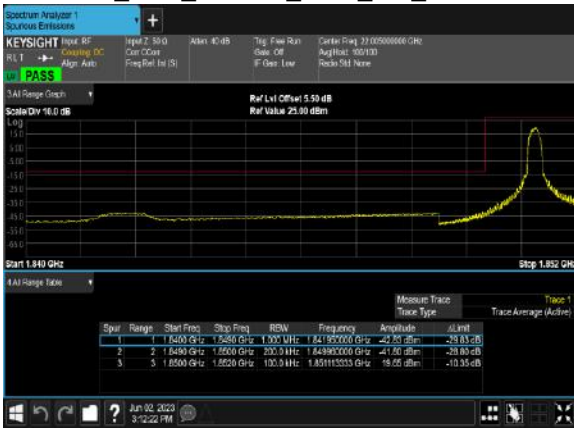 Spectrum Analyzer 1
Spurious Emissions
+
KEYSIGHT Input: RF Input Z: 50 Ω Atten: 40 dB Trig: Free Run Center Freq: 22.005000000 GHz
RLT Coupling: DC Corr CCorr Gate: Off Avg|Hold: 100/100
Align: Auto Freq Ref: Int (S) IF Gain: Low Radio Std: None
PASS
3.All Range Graph Ref Lvl Offset 5.50 dB
Scale/Div 10.0 dB Ref Value 25.00 dBm
Log
15.0
5.00
-5.00
-15.0
-25.0
-35.0
-45.0
-55.0
-65.0
Start 1.840 GHz Stop 1.852 GHz
4.All Range Table
Measure Trace Trace 1
Trace Type Trace Average (Active)
Spur Range Start Freq Stop Freq RBW Frequency Amplitude ΔLimit
1 1 1.8400 GHz 1.8490 GHz 1.000 MHz 1.841950000 GHz -42.83 dBm -29.83 dB
2 2 1.8490 GHz 1.8500 GHz 200.0 kHz 1.849980000 GHz -41.80 dBm -28.80 dB
3 3 1.8500 GHz 1.8520 GHz 100.0 kHz 1.851113333 GHz 19.65 dBm -10.35 dB
? Jun 02, 2023
3:12:22 PM